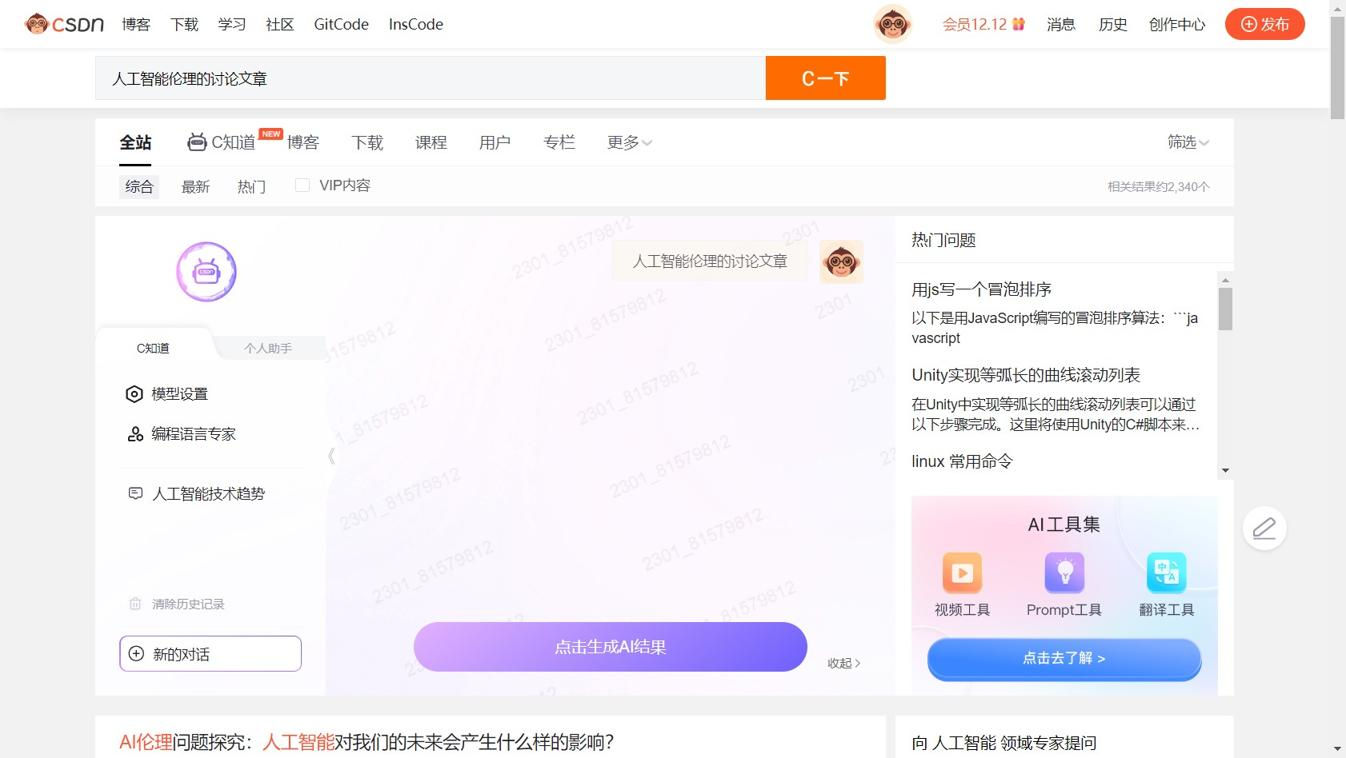 CSDN 博客 下载 学习 社区 GitCode InsCode 会员12.12 消息 历史 创作中心 发布
人工智能伦理的讨论文章 C一下
全站 C知道 NEW 博客 下载 课程 用户 专栏 更多 筛选
综合 最新 热门 VIP内容 相关结果约2,340个
人工智能伦理的讨论文章
C知道 个人助手
模型设置
编程语言专家
人工智能技术趋势
清除历史记录
新的对话
2301_81579812
2301
1579812
2301_81579812
2301
1_81579812
2301_81579812
2301
2301_81579812
2301_81579812
2301_81579812
2301_81579812
2301_81579812
点击生成AI结果
收起
热门问题
用js写一个冒泡排序
以下是用JavaScript编写的冒泡排序算法：```ja
vascript
Unity实现等弧长的曲线滚动列表
在Unity中实现等弧长的曲线滚动列表可以通过
以下步骤完成。这里将使用Unity的C#脚本来…
linux 常用命令
AI工具集
视频工具 Prompt工具 翻译工具
点击去了解 >
AI伦理问题探究：人工智能对我们的未来会产生什么样的影响？
向 人工智能 领域专家提问